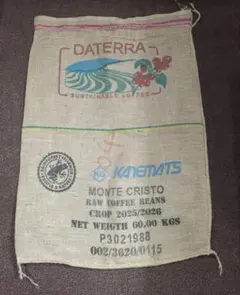 DATERRA
SUSTAINABLE COFFEE
KANEMATS
MONTE CRISTO
RAW COFFEE BEANS
CROP 2025/2026
NET WEIGTH 60,00 KGS
P3021988
002/3620/0115